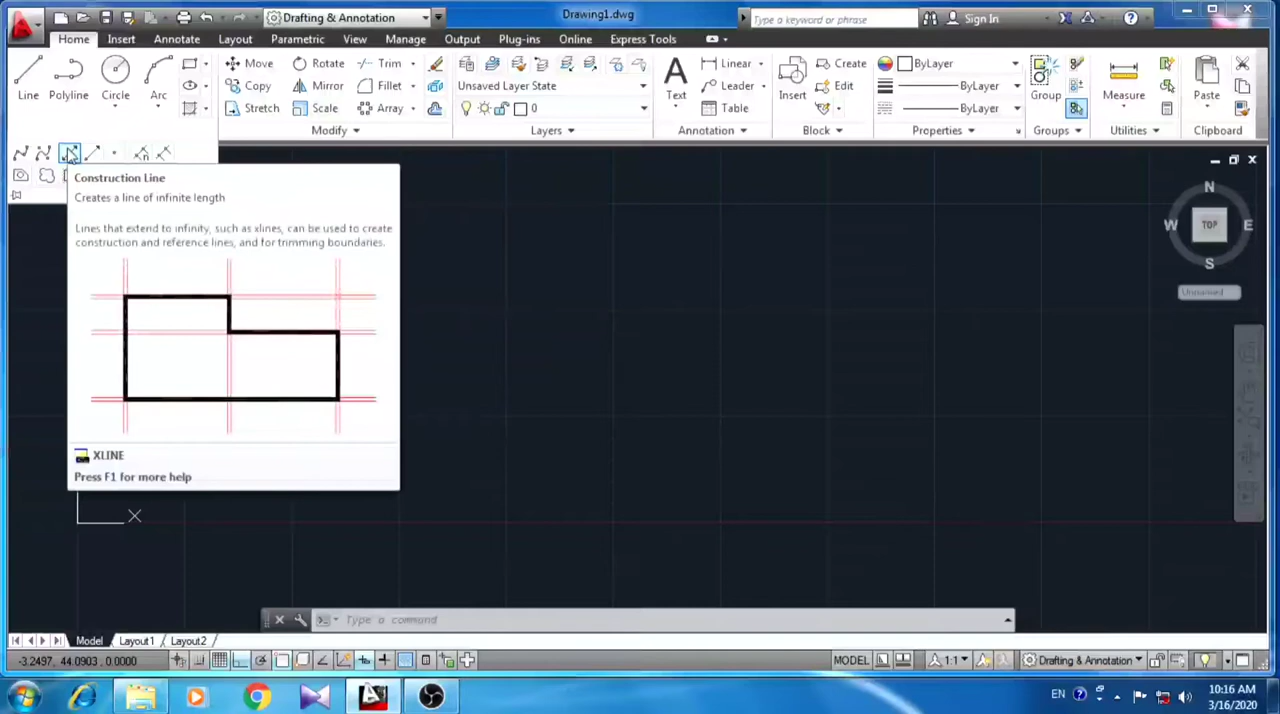 Drafting & Annotation
Drawing1.dwg
Type a keyword or phrase
Sign In
Home
Insert
Annotate
Layout
Parametric
View
Manage
Output
Plug-ins
Online
Express Tools
Line
Polyline
Circle
Arc
Move
Copy
Stretch
Rotate
Mirror
Scale
Trim
Fillet
Array
Modify
Unsaved Layer State
0
Layers
Text
Linear
Leader
Table
Annotation
Insert
Create
Edit
Block
ByLayer
ByLayer
ByLayer
Properties
Group
Groups
Measure
Utilities
Paste
Clipboard
Construction Line
Creates a line of infinite length
Lines that extend to infinity, such as xlines, can be used to create
construction and reference lines, and for trimming boundaries.
XLINE
Press F1 for more help
N
W
TOP
E
S
Unnamed
X
Type a command
Model
Layout1
Layout2
-3.2497, 44.0903 , 0.0000
MODEL
1:1
Drafting & Annotation
EN
10:16 AM
3/16/2020